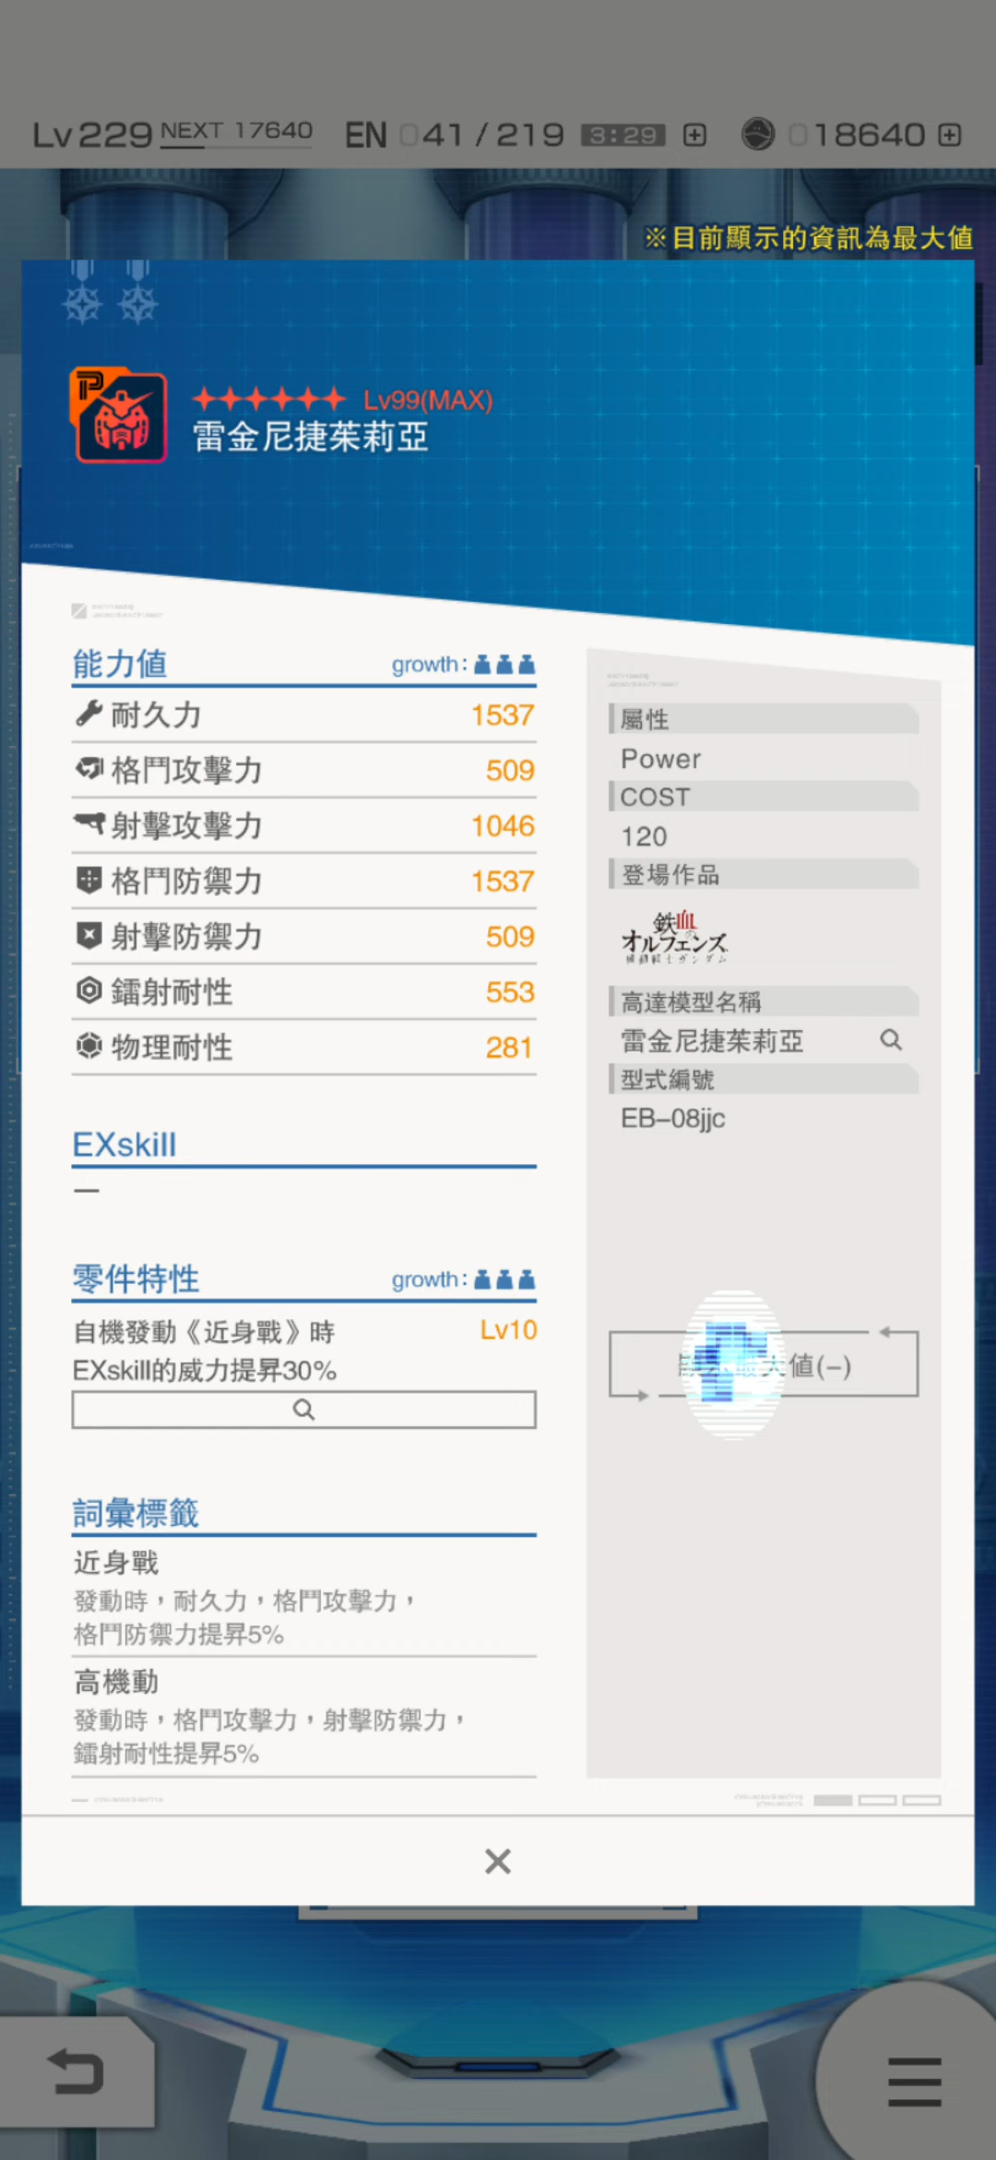 Lv229 NEXT 17640 EN 041/219 3:29 018640
※目前顯示的資訊為最大值
Lv99(MAX)
雷金尼捷茱莉亞
能力值 growth:
耐久力 1537
格鬥攻擊力 509
射擊攻擊力 1046
格鬥防禦力 1537
射擊防禦力 509
鐳射耐性 553
物理耐性 281
EXskill
—
零件特性 growth:
自機發動《近身戰》時 Lv10
EXskill的威力提昇30%
詞彙標籤
近身戰
發動時，耐久力，格鬥攻擊力，
格鬥防禦力提昇5%
高機動
發動時，格鬥攻擊力，射擊防禦力，
鐳射耐性提昇5%
屬性
Power
COST
120
登場作品
鉄血の
オルフェンズ
機動戦士ガンダム
高達模型名稱
雷金尼捷茱莉亞
型式編號
EB-08jjc
大值(-)